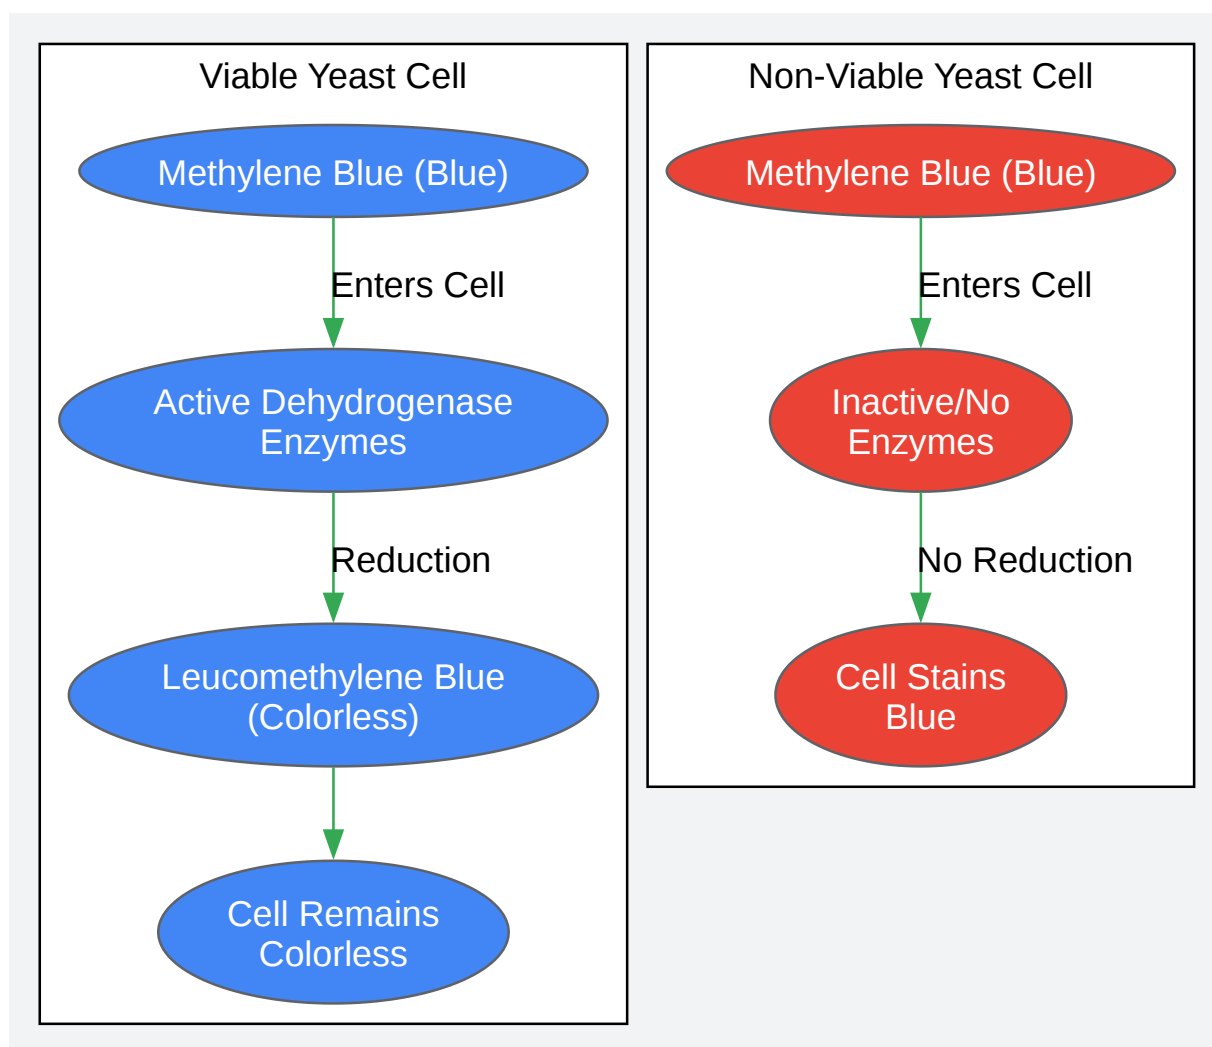 Viable Yeast Cell
Methylene Blue (Blue)
Enters Cell
Active Dehydrogenase
Enzymes
Reduction
Leucomethylene Blue
(Colorless)
Cell Remains
Colorless
Non-Viable Yeast Cell
Methylene Blue (Blue)
Enters Cell
Inactive/No
Enzymes
No Reduction
Cell Stains
Blue